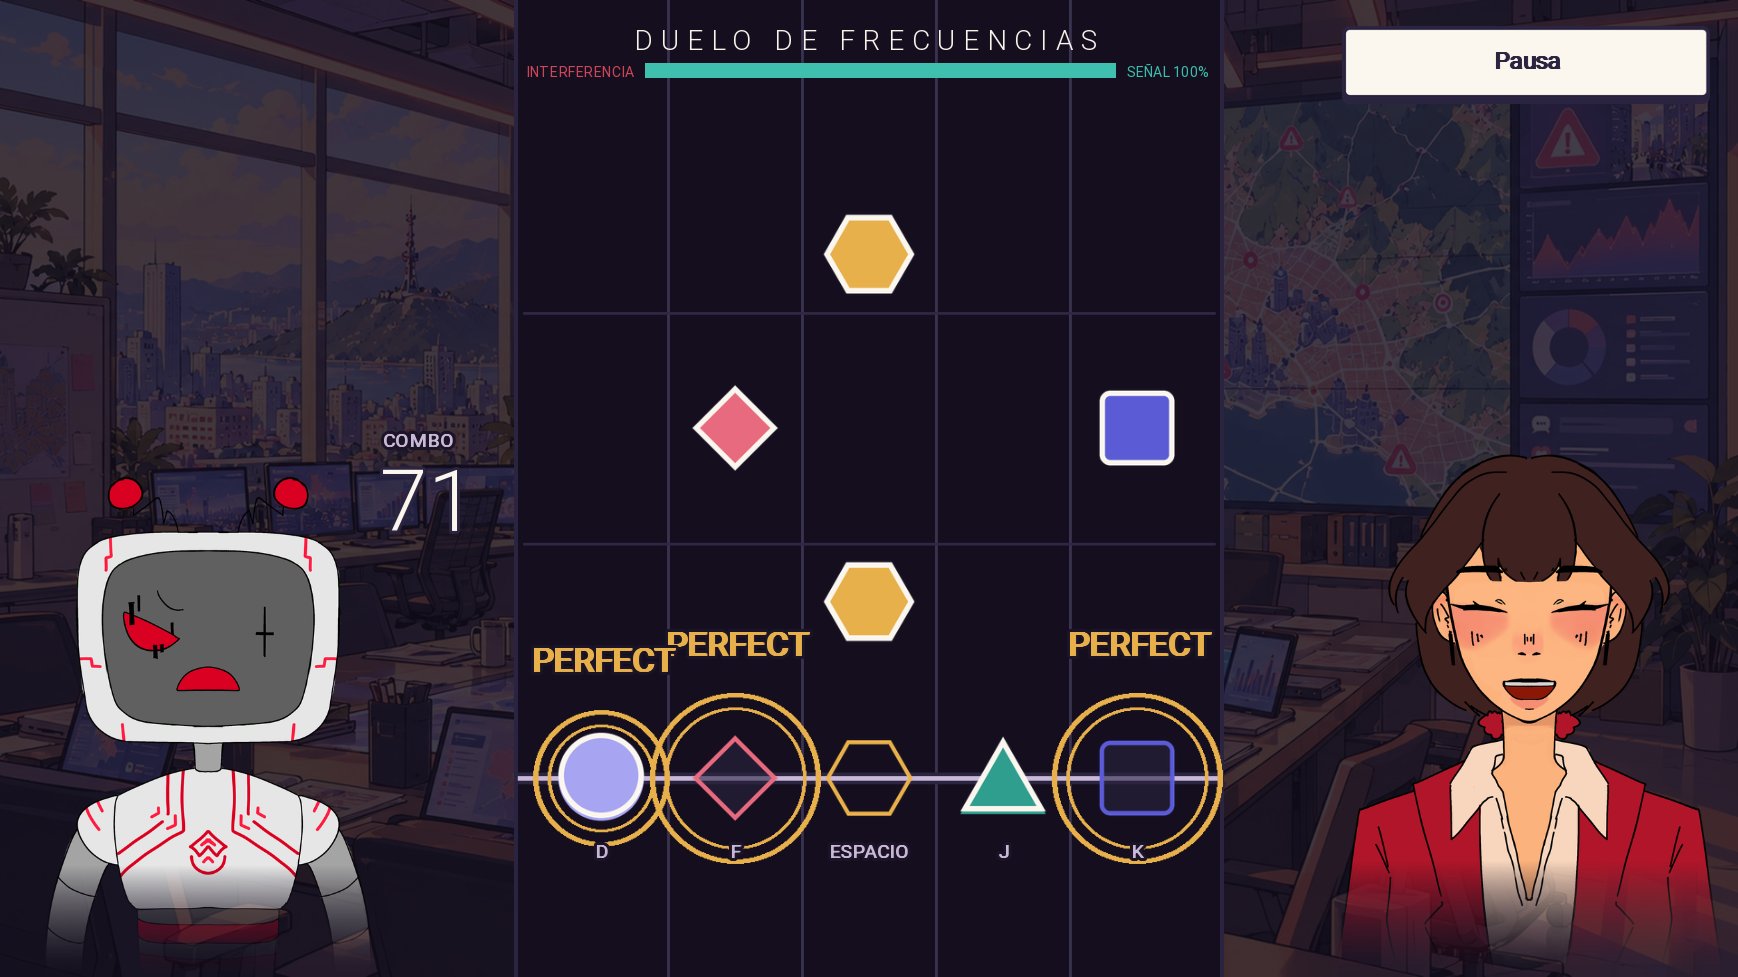 DUELO DE FRECUENCIAS
INTERFERENCIA
SEÑAL 100%
Pausa
COMBO
71
PERFECT
PERFECT
PERFECT
D
F
ESPACIO
J
K